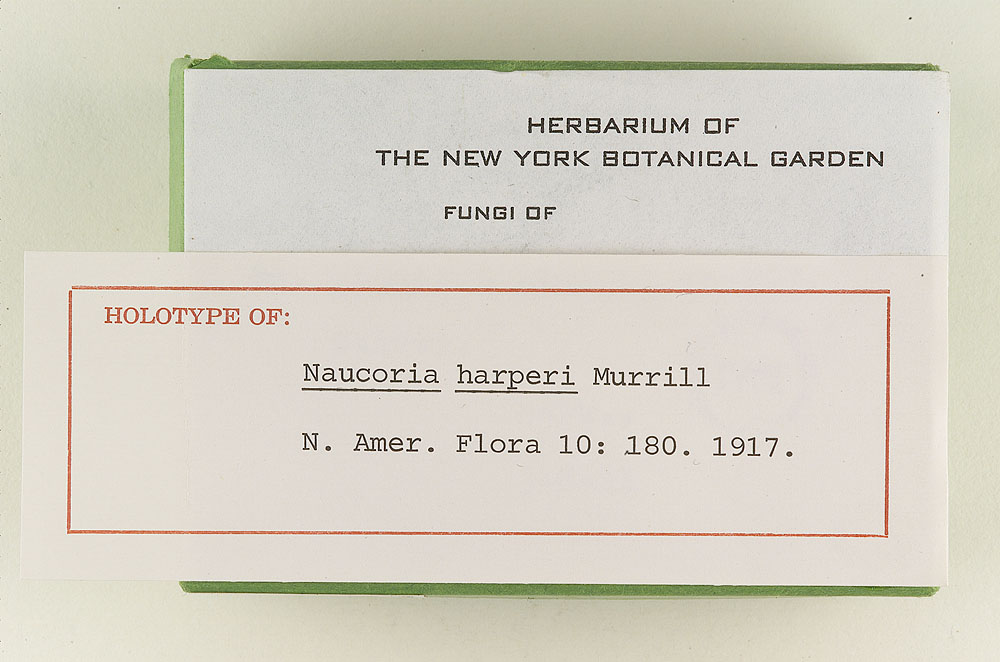 HERBARIUM OF
THE NEW YORK BOTANICAL GARDEN
FUNGI OF
HOLOTYPE OF:
Naucoria harperi Murrill
N. Amer. Flora 10: 180. 1917.